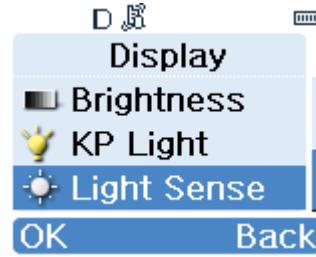 D
Display
Brightness
KP Light
Light Sense
OK Back